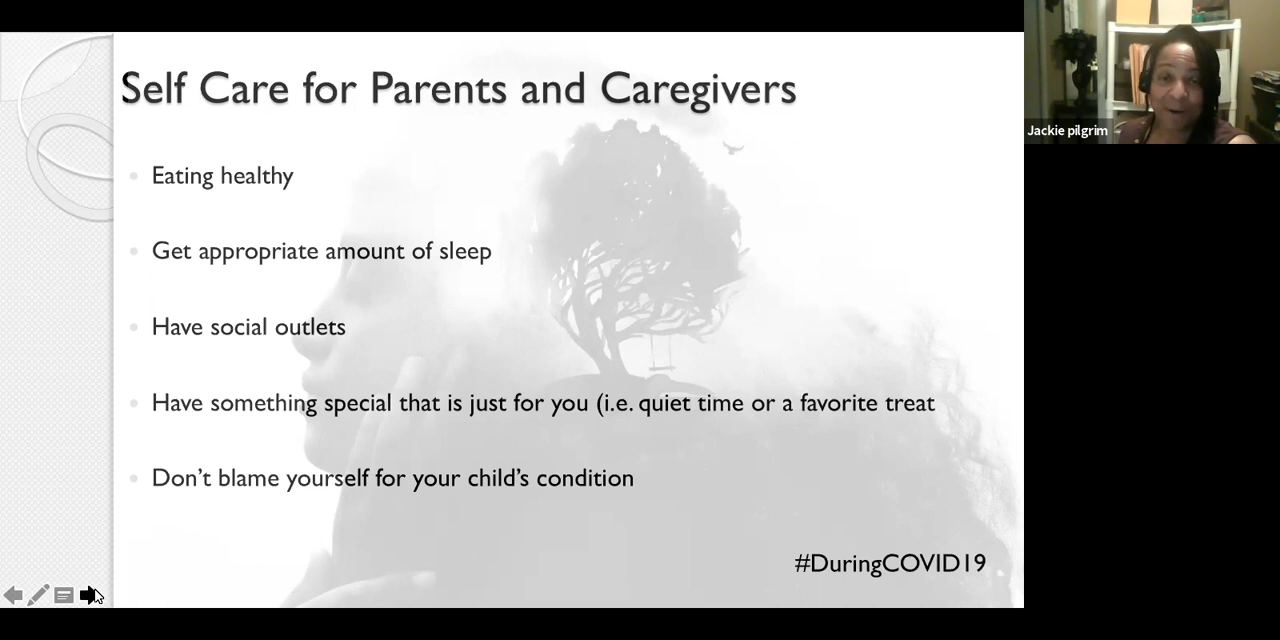 Self Care for Parents and Caregivers
Eating healthy
Get appropriate amount of sleep
Have social outlets
Have something special that is just for you (i.e. quiet time or a favorite treat
Don’t blame yourself for your child’s condition
#DuringCOVID19
Jackie pilgrim